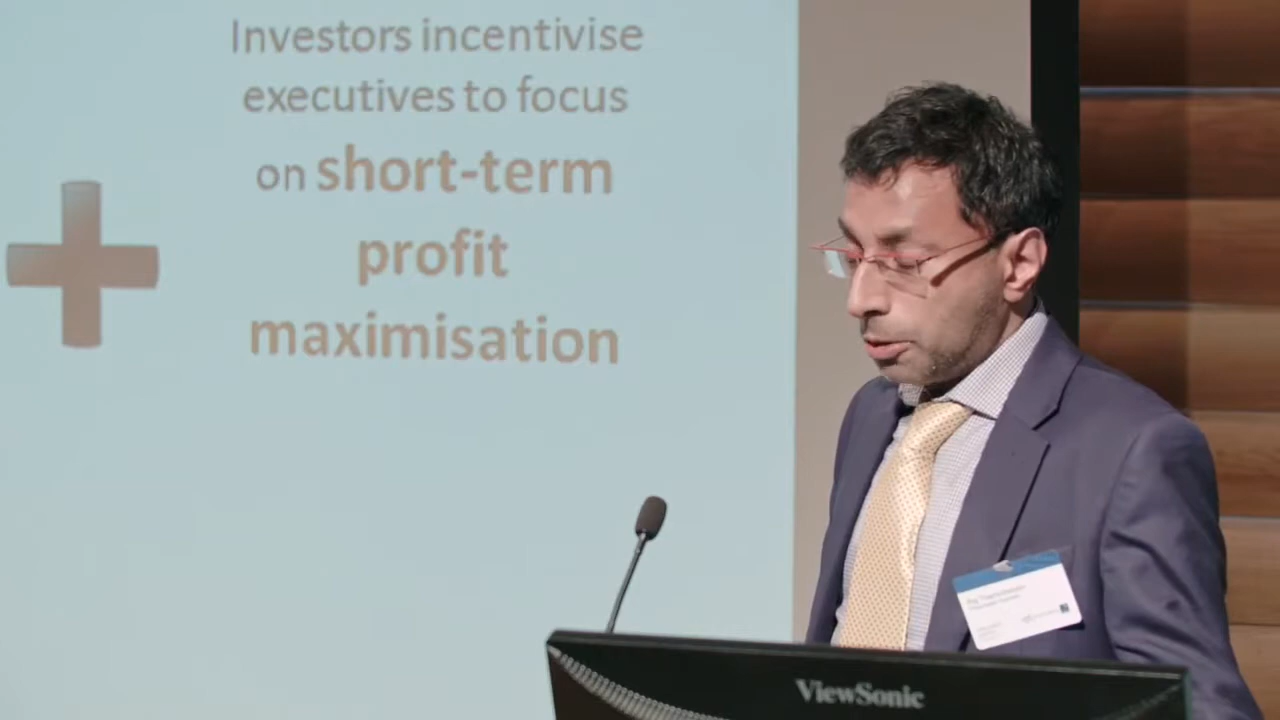 Investors incentivise
executives to focus
on short-term
profit
maximisation
ViewSonic